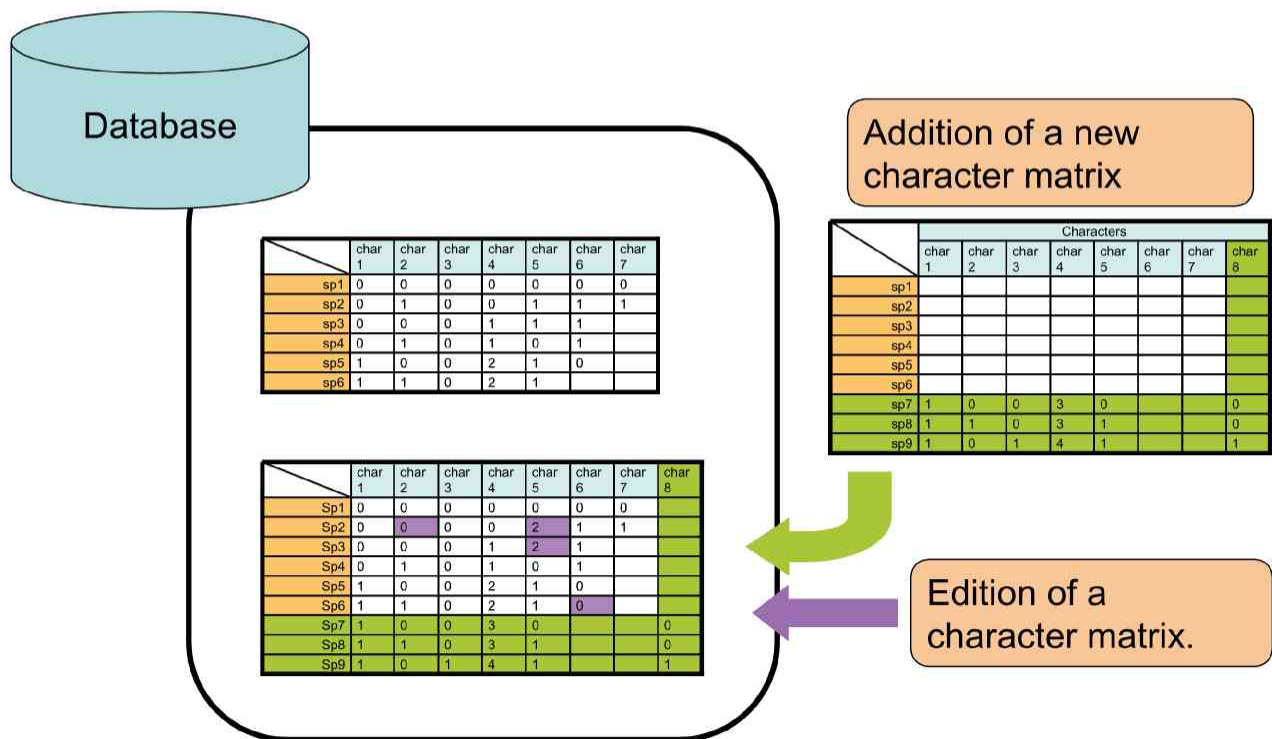 Database
Addition of a new
character matrix
char 1 char 2 char 3 char 4 char 5 char 6 char 7
sp1 0 0 0 0 0 0 0
sp2 0 1 0 0 1 1 1
sp3 0 0 0 1 1 1
sp4 0 1 0 1 0 1
sp5 1 0 0 2 1 0
sp6 1 1 0 2 1
Characters
char 1 char 2 char 3 char 4 char 5 char 6 char 7 char 8
sp1
sp2
sp3
sp4
sp5
sp6
sp7 1 0 0 3 0 0
sp8 1 1 0 3 1 0
sp9 1 0 1 4 1 1
char 1 char 2 char 3 char 4 char 5 char 6 char 7 char 8
Sp1 0 0 0 0 0 0 0
Sp2 0 0 0 0 2 1 1
Sp3 0 0 0 1 2 1
Sp4 0 1 0 1 0 1
Sp5 1 0 0 2 1 0
Sp6 1 1 0 2 1 0
Sp7 1 0 0 3 0 0
Sp8 1 1 0 3 1 0
Sp9 1 0 1 4 1 1
Edition of a
character matrix.